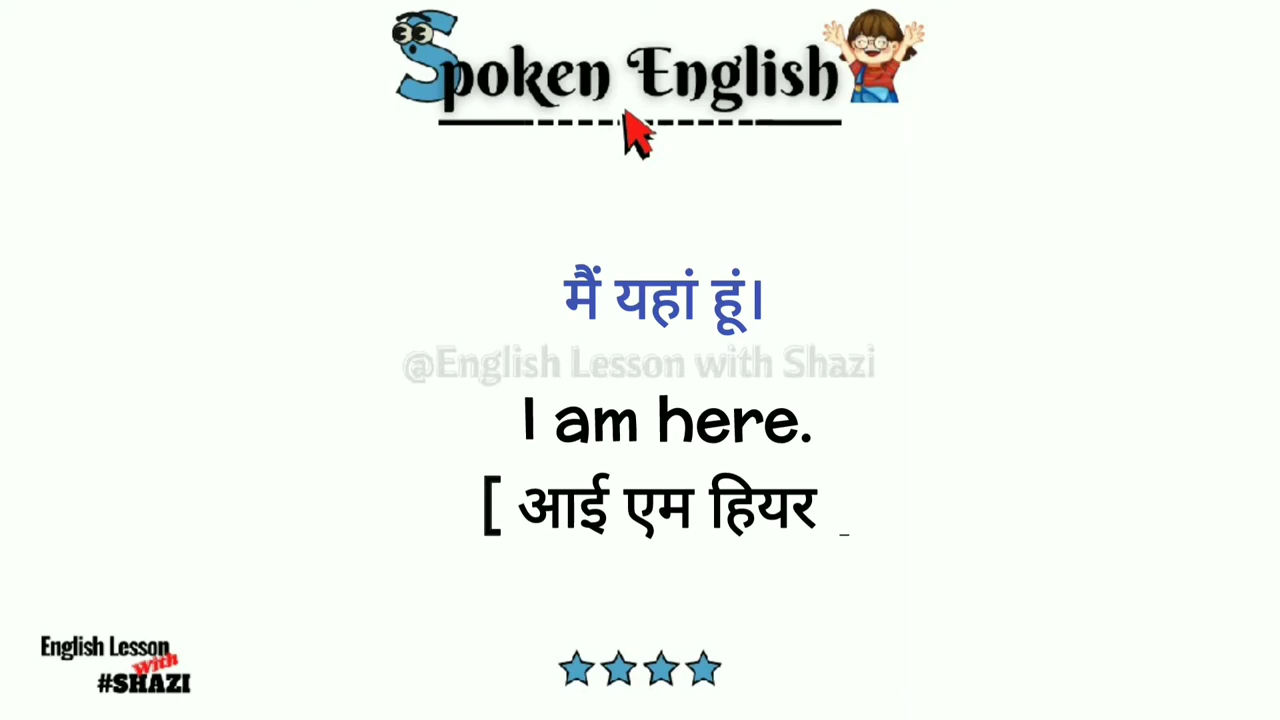 Spoken English
मैं यहां हूं।
@English Lesson with Shazi
I am here.
[ आई एम हियर _
English Lesson
with
#SHAZI